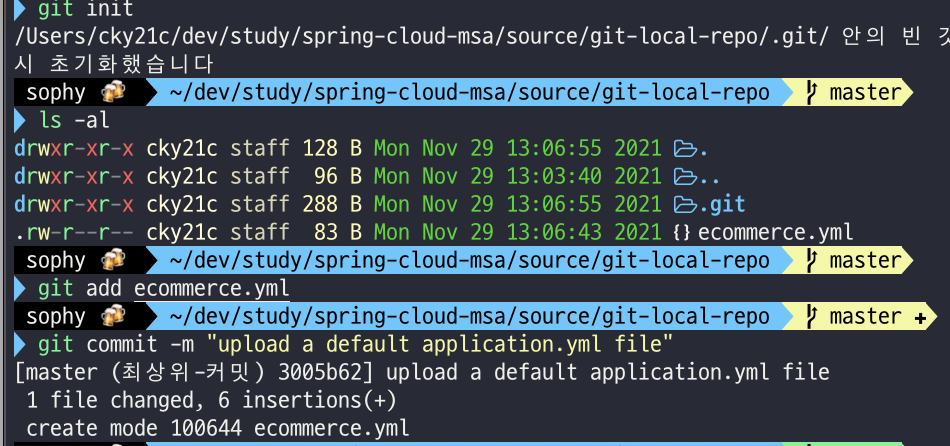 git init
/Users/cky21c/dev/study/spring-cloud-msa/source/git-local-repo/.git/ 안의 빈
시 초기화했습니다
sophy 🍻 ~/dev/study/spring-cloud-msa/source/git-local-repo master
ls -al
drwxr-xr-x cky21c staff 128 B Mon Nov 29 13:06:55 2021 .
drwxr-xr-x cky21c staff 96 B Mon Nov 29 13:03:40 2021 ..
drwxr-xr-x cky21c staff 288 B Mon Nov 29 13:06:55 2021 .git
.rw-r--r-- cky21c staff 83 B Mon Nov 29 13:06:43 2021 {} ecommerce.yml
sophy 🍻 ~/dev/study/spring-cloud-msa/source/git-local-repo master
git add ecommerce.yml
sophy 🍻 ~/dev/study/spring-cloud-msa/source/git-local-repo master +
git commit -m "upload a default application.yml file"
[master (최상위-커밋) 3005b62] upload a default application.yml file
1 file changed, 6 insertions(+)
create mode 100644 ecommerce.yml